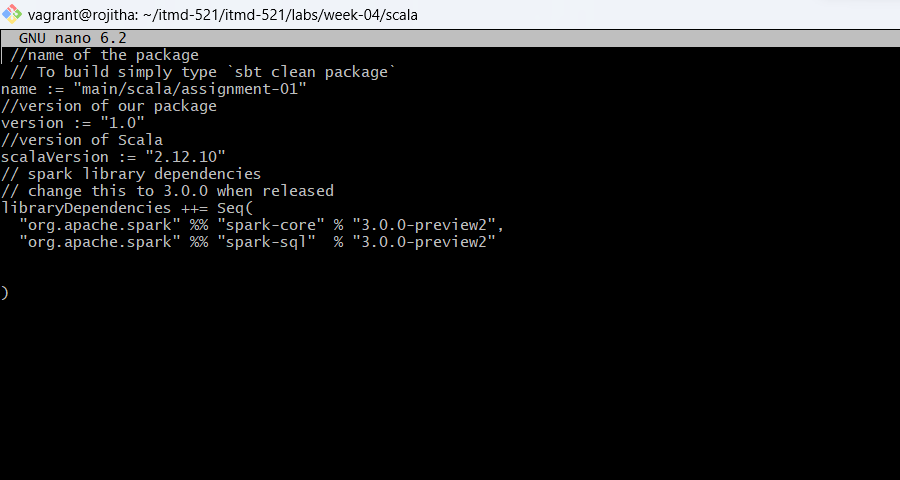 vagrant@rojitha: ~/itmd-521/itmd-521/labs/week-04/scala
GNU nano 6.2
//name of the package
// To build simply type `sbt clean package`
name := "main/scala/assignment-01"
//version of our package
version := "1.0"
//version of Scala
scalaVersion := "2.12.10"
// spark library dependencies
// change this to 3.0.0 when released
libraryDependencies ++= Seq(
  "org.apache.spark" %% "spark-core" % "3.0.0-preview2",
  "org.apache.spark" %% "spark-sql"  % "3.0.0-preview2"
)